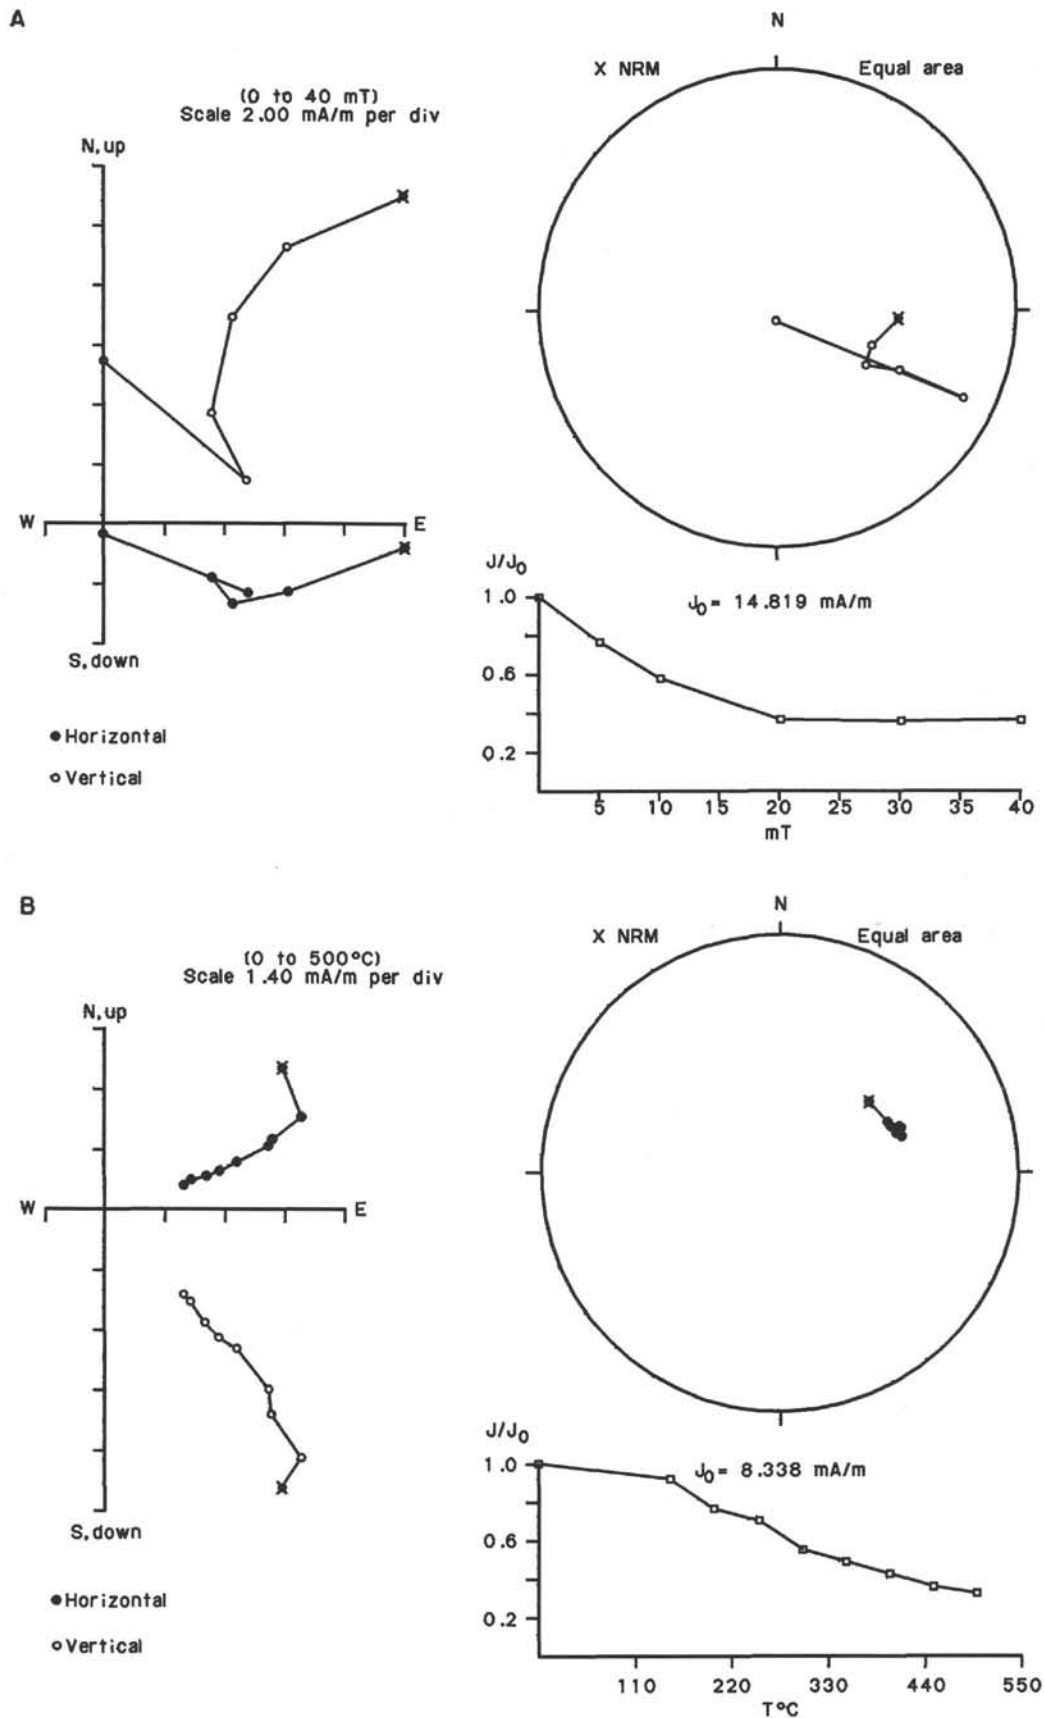 A
(0 to 40 mT)
Scale 2.00 mA/m per div
N,up
W
E
S,down
●Horizontal
○Vertical
N
X NRM
Equal area
J/J0
J0= 14.819 mA/m
1.0
0.6
0.2
5 10 15 20 25 30 35 40
mT
B
(0 to 500°C)
Scale 1.40 mA/m per div
N,up
W
E
S,down
●Horizontal
○Vertical
N
X NRM
Equal area
J/J0
J0= 8.338 mA/m
1.0
0.6
0.2
110 220 330 440 550
T°C